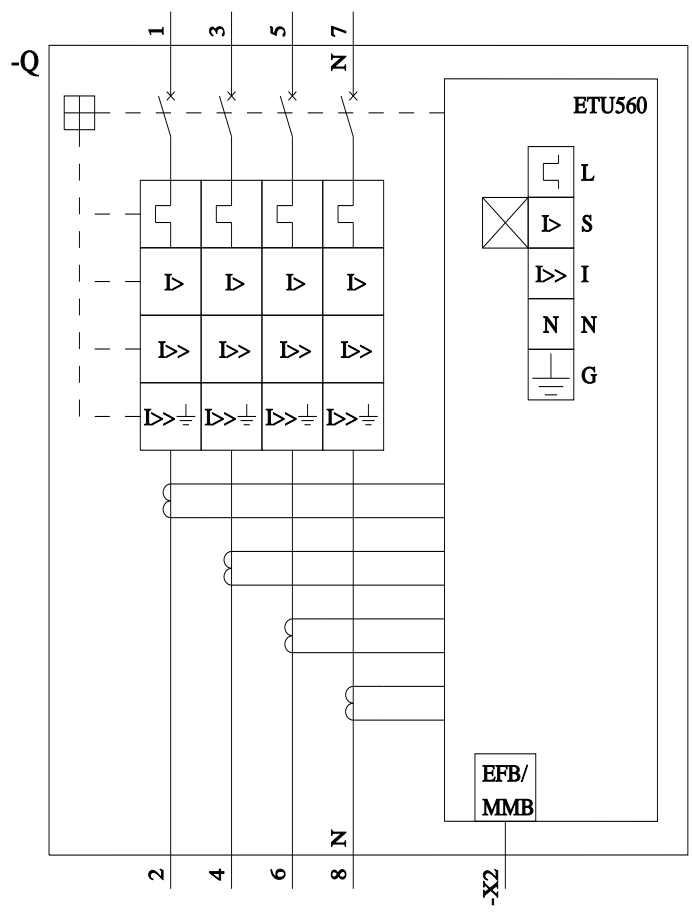 1 3 5 7
N
-Q
ETU560
L
I> I> I> I>
I> S
I>> I
I>> I>> I>> I>>
N N
G
I>> I>> I>> I>>
EFB/
MMB
N
2 4 6 8
-X2